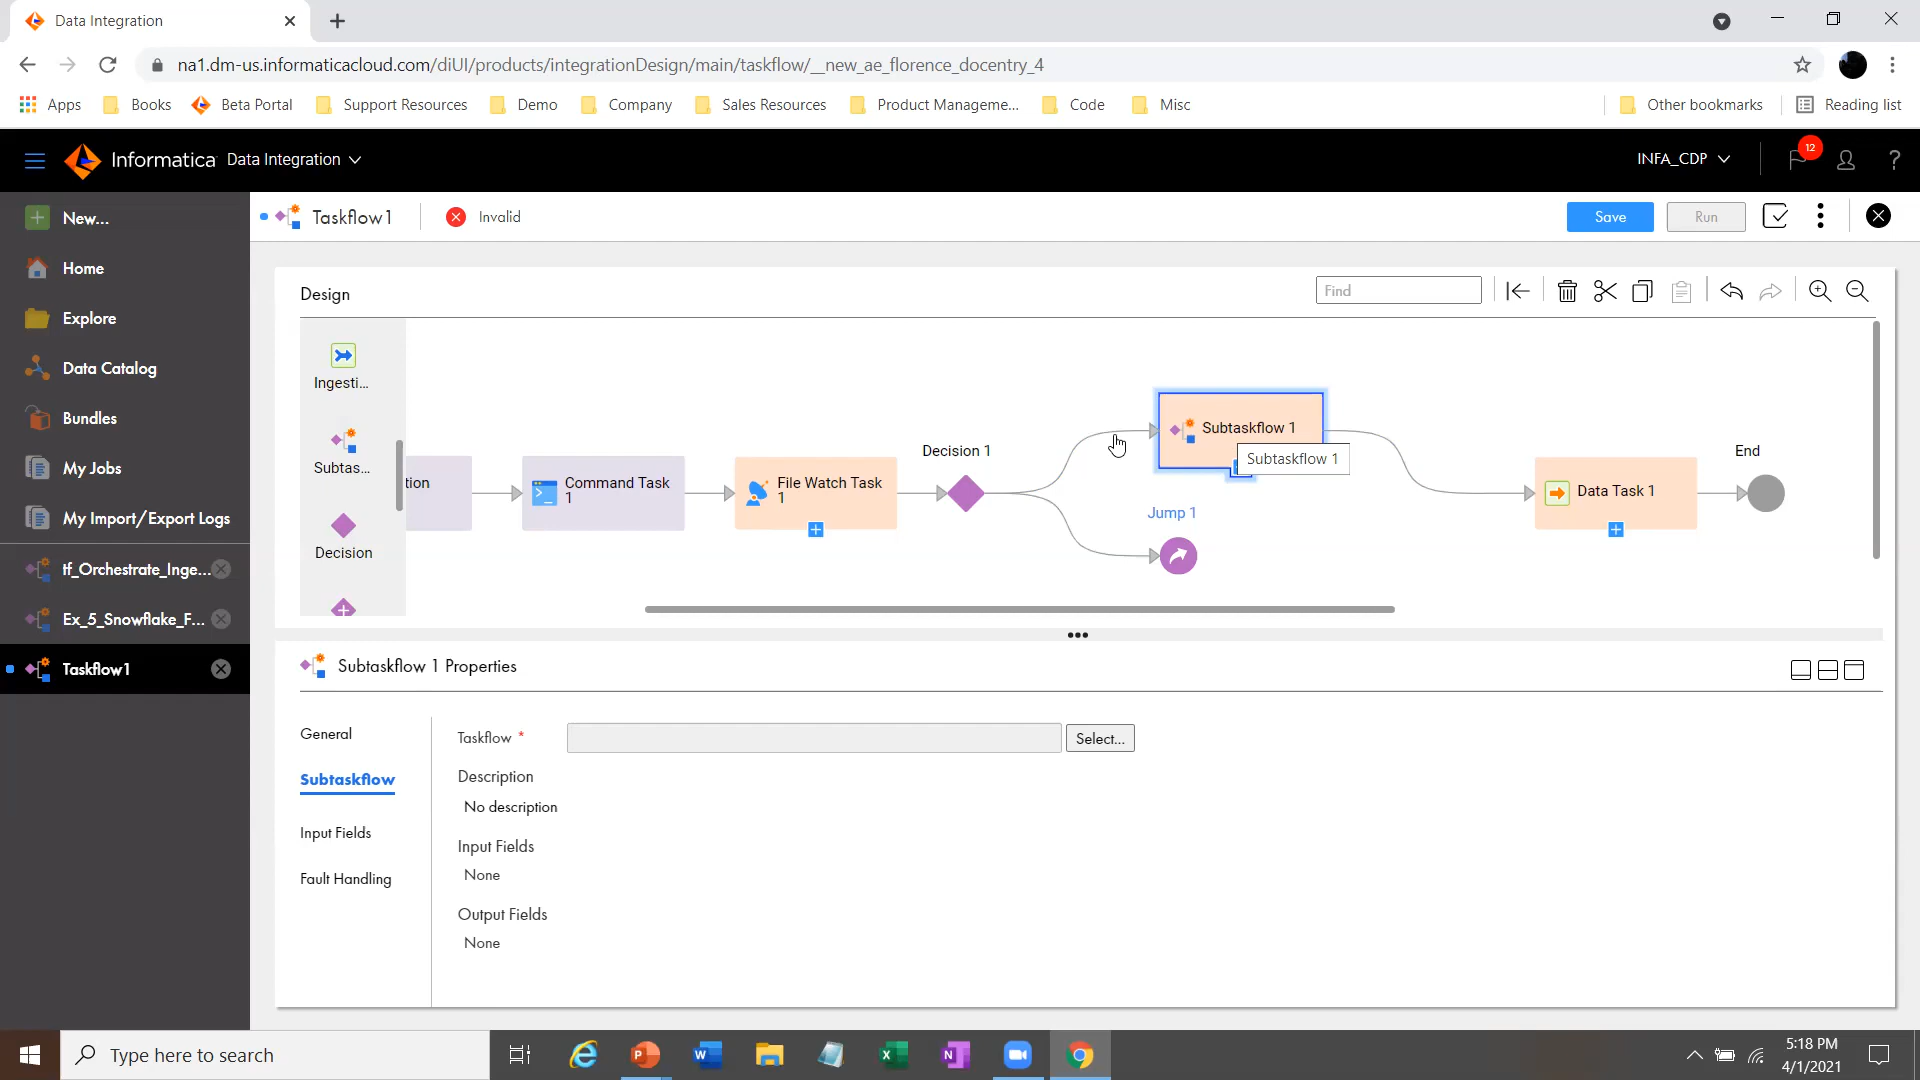 Data Integration
na1.dm-us.informaticacloud.com/diUI/products/integrationDesign/main/taskflow/__new_ae_florence_docentry_4
Apps Books Beta Portal Support Resources Demo Company Sales Resources Product Manageme... Code Misc Other bookmarks Reading list
Informatica Data Integration INFA_CDP 12 ?
New...
Home
Explore
Data Catalog
Bundles
My Jobs
My Import/Export Logs
tf_Orchestrate_Inge...
Ex_5_Snowflake_F...
Taskflow1
Taskflow1 Invalid Save Run
Design Find
Ingesti...
Subtas...
Decision
tion
Command Task
1
File Watch Task
1
Decision 1
Subtaskflow 1
Subtaskflow 1
Jump 1
Data Task 1
End
Subtaskflow 1 Properties
General
Subtaskflow
Input Fields
Fault Handling
Taskflow * Select...
Description
No description
Input Fields
None
Output Fields
None
Type here to search
5:18 PM
4/1/2021